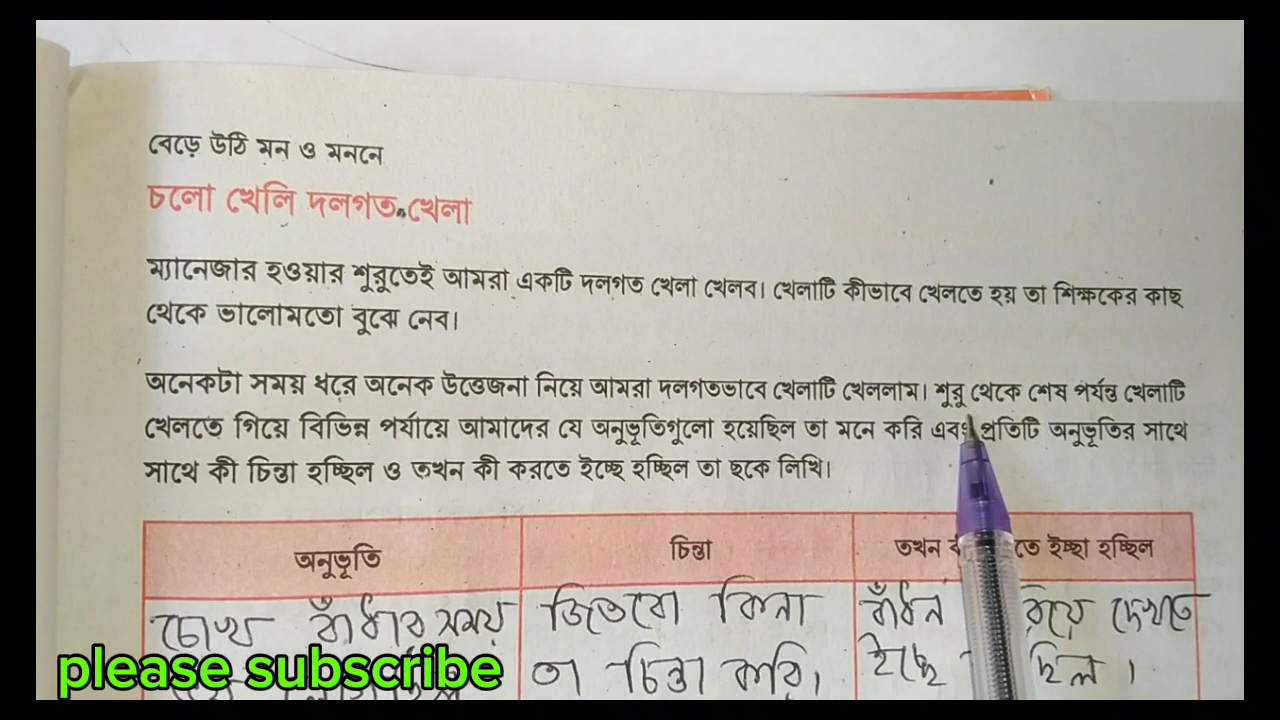 বেড়ে উঠি মন ও মননে
চলো খেলি দলগত খেলা
ম্যানেজার হওয়ার শুরুতেই আমরা একটি দলগত খেলা খেলব। খেলাটি কীভাবে খেলতে হয় তা শিক্ষকের কাছ
থেকে ভালোমতো বুঝে নেব।
অনেকটা সময় ধরে অনেক উত্তেজনা নিয়ে আমরা দলগতভাবে খেলাটি খেললাম। শুরু থেকে শেষ পর্যন্ত খেলাটি
খেলতে গিয়ে বিভিন্ন পর্যায়ে আমাদের যে অনুভূতিগুলো হয়েছিল তা মনে করি এবং প্রতিটি অনুভূতির সাথে
সাথে কী চিন্তা হচ্ছিল ও তখন কী করতে ইচ্ছে হচ্ছিল তা ছকে লিখি।
অনুভূতি চিন্তা তখন ইচ্ছা হচ্ছিল
চোখ বাঁধার সময় জিতবো কিনা বাঁধন দেখতে
তা চিন্তা করি। ইচ্ছে
please subscribe